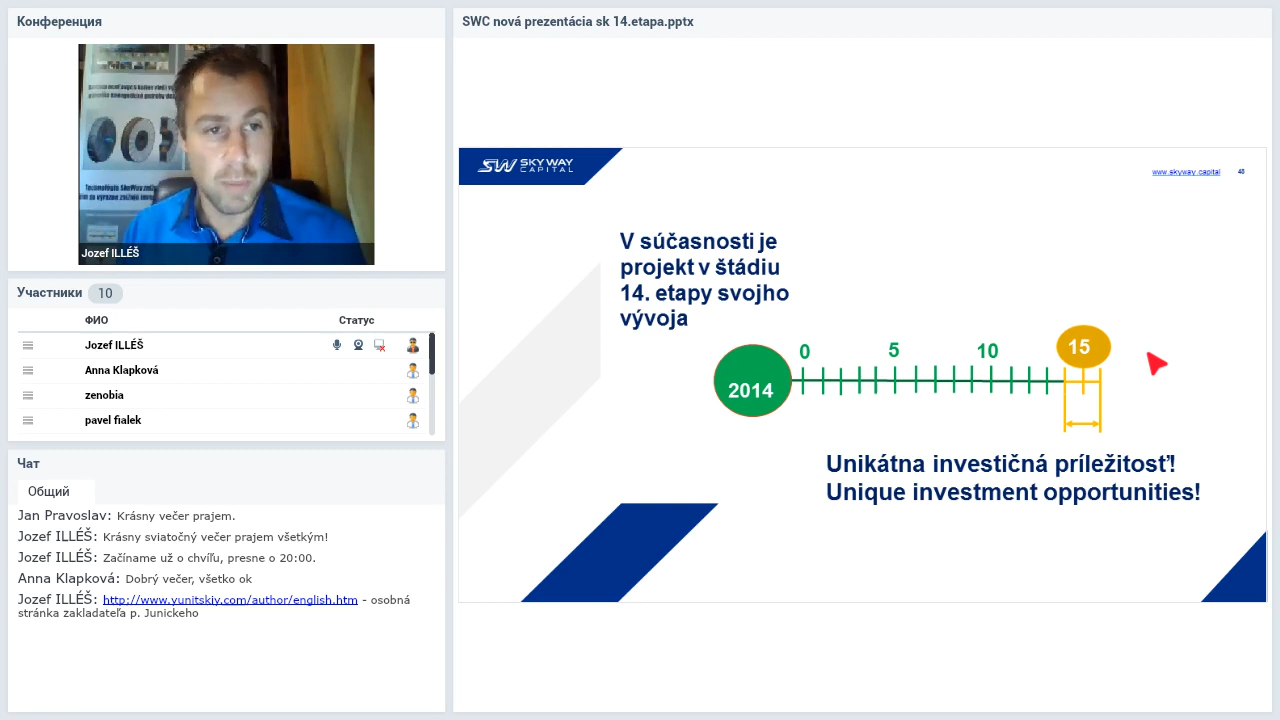 Конференция
Jozef ILLÉŠ
Участники 10
ФИО Статус
Jozef ILLÉŠ
Anna Klapková
zenobia
pavel fialek
Чат
Общий
Jan Pravoslav: Krásny večer prajem.
Jozef ILLÉŠ: Krásny sviatočný večer prajem všetkým!
Jozef ILLÉŠ: Začíname už o chvíľu, presne o 20:00.
Anna Klapková: Dobrý večer, všetko ok
Jozef ILLÉŠ: http://www.yunitskiy.com/author/english.htm - osobná
stránka zakladateľa p. Junickeho
SWC nová prezentácia sk 14.etapa.pptx
SW SKY WAY
CAPITAL
www.skyway.capital
V súčasnosti je
projekt v štádiu
14. etapy svojho
vývoja
2014 0 5 10 15
Unikátna investičná príležitosť!
Unique investment opportunities!